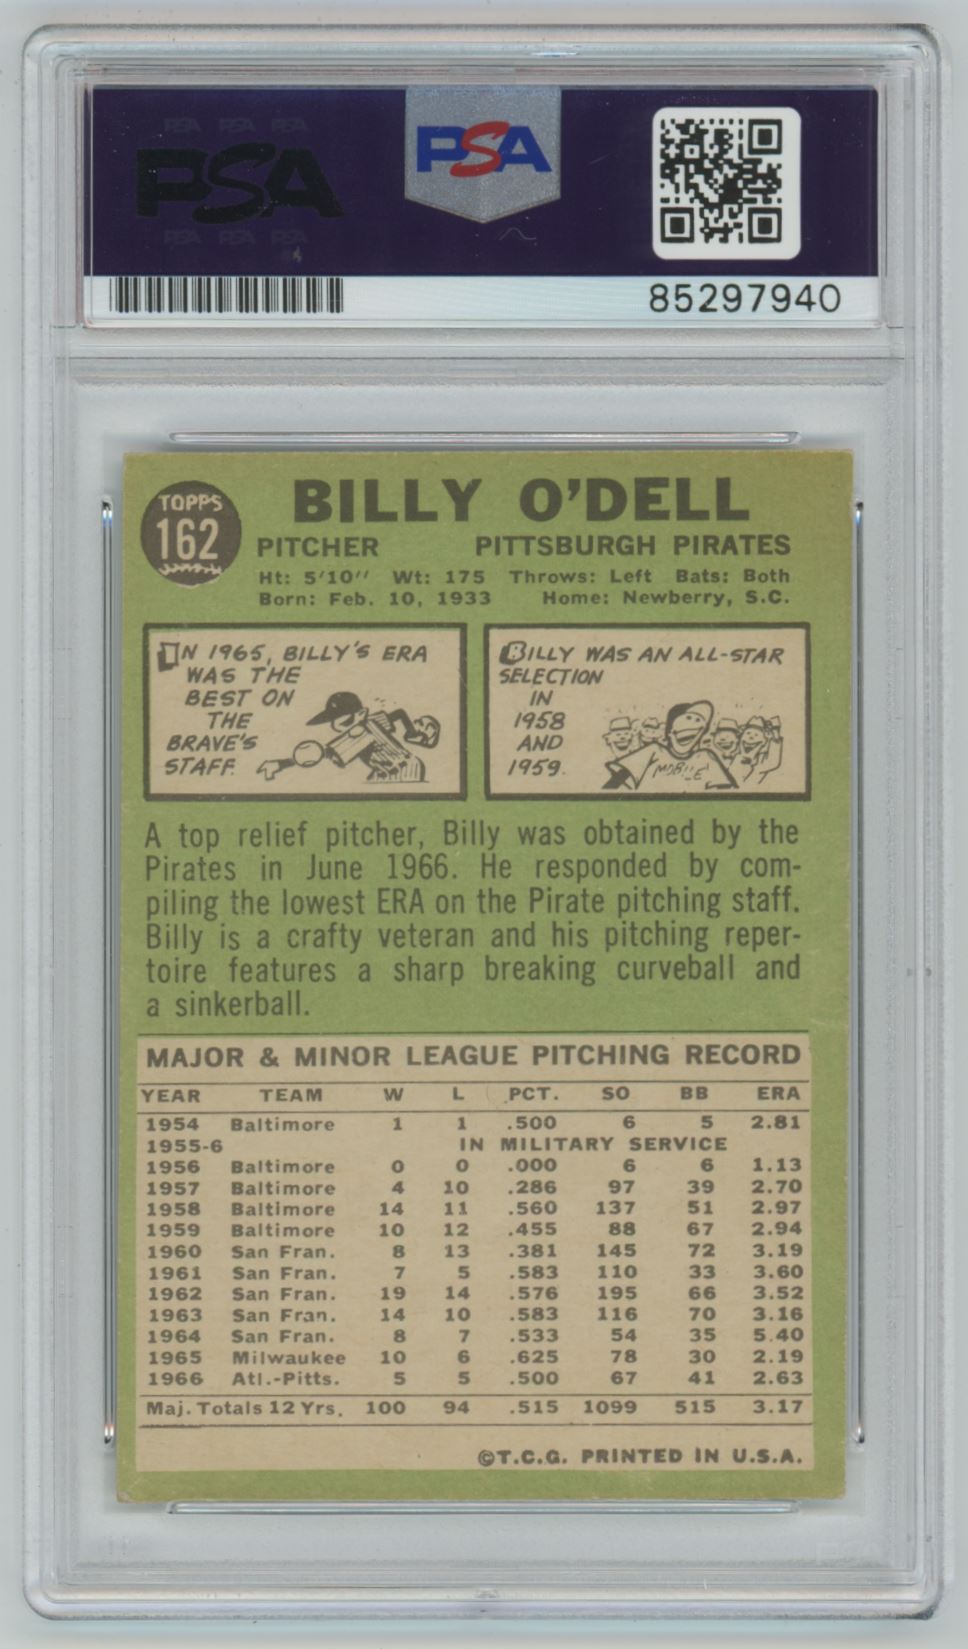 PSA PSA PSA
PSA
PSA PSA PSA
PSA
85297940
TOPPS
162
BILLY O'DELL
PITCHER PITTSBURGH PIRATES
Ht: 5'10" Wt: 175 Throws: Left Bats: Both
Born: Feb. 10, 1933 Home: Newberry, S.C.
IN 1965, BILLY'S ERA
WAS THE
BEST ON
THE
BRAVE'S
STAFF.
BILLY WAS AN ALL-STAR
SELECTION
IN
1958
AND
1959.
MOBILE
A top relief pitcher, Billy was obtained by the
Pirates in June 1966. He responded by com-
piling the lowest ERA on the Pirate pitching staff.
Billy is a crafty veteran and his pitching reper-
toire features a sharp breaking curveball and
a sinkerball.
MAJOR & MINOR LEAGUE PITCHING RECORD
YEAR TEAM W L PCT. SO BB ERA
1954 Baltimore 1 1 .500 6 5 2.81
1955-6 IN MILITARY SERVICE
1956 Baltimore 0 0 .000 6 6 1.13
1957 Baltimore 4 10 .286 97 39 2.70
1958 Baltimore 14 11 .560 137 51 2.97
1959 Baltimore 10 12 .455 88 67 2.94
1960 San Fran. 8 13 .381 145 72 3.19
1961 San Fran. 7 5 .583 110 33 3.60
1962 San Fran. 19 14 .576 195 66 3.52
1963 San Fran. 14 10 .583 116 70 3.16
1964 San Fran. 8 7 .533 54 35 5.40
1965 Milwaukee 10 6 .625 78 30 2.19
1966 Atl.-Pitts. 5 5 .500 67 41 2.63
Maj. Totals 12 Yrs. 100 94 .515 1099 515 3.17
©T.C.G. PRINTED IN U.S.A.